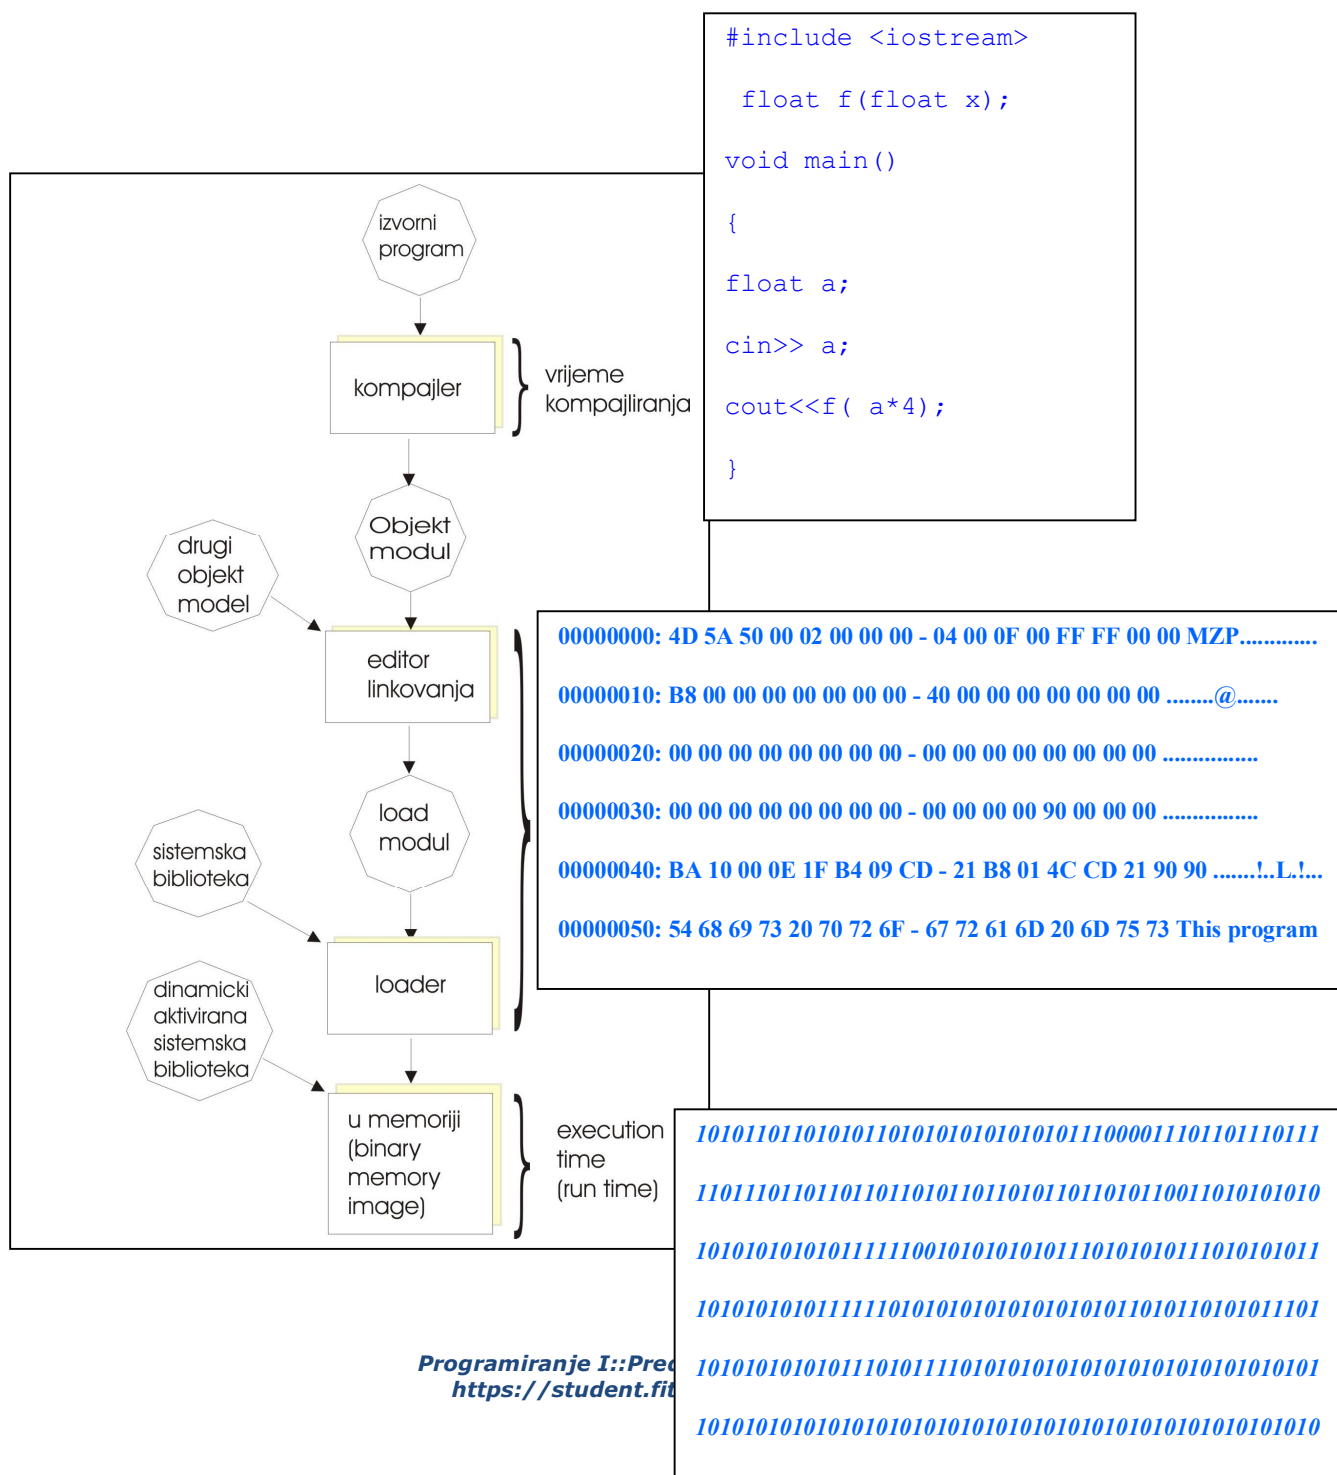 #include <iostream>
float f(float x);
void main()
{
float a;
cin>> a;
cout<<f( a*4);
}
izvorni
program
kompajler
vrijeme
kompajliranja
Objekt
modul
drugi
objekt
model
editor
linkovanja
00000000: 4D 5A 50 00 02 00 00 00 - 04 00 0F 00 FF FF 00 00 MZP.............
00000010: B8 00 00 00 00 00 00 00 - 40 00 00 00 00 00 00 00 ........@.......
00000020: 00 00 00 00 00 00 00 00 - 00 00 00 00 00 00 00 00 ................
00000030: 00 00 00 00 00 00 00 00 - 00 00 00 00 90 00 00 00 ................
00000040: BA 10 00 0E 1F B4 09 CD - 21 B8 01 4C CD 21 90 90 .......!..L.!...
00000050: 54 68 69 73 20 70 72 6F - 67 72 61 6D 20 6D 75 73 This program
load
modul
sistemska
biblioteka
loader
dinamicki
aktivirana
sistemska
biblioteka
u memoriji
(binary
memory
image)
execution
time
(run time)
1010110110101011010101010101010111000011101101110111
1101110110110110110101101101011011010110011010101010
1010101010101111110010101010101110101010111010101011
1010101010111111010101010101010101011010110101011101
1010101010101110101111010101010101010101010101010101
1010101010101010101010101010101010101010101010101010
Programiranje I::Pred
https://student.fit